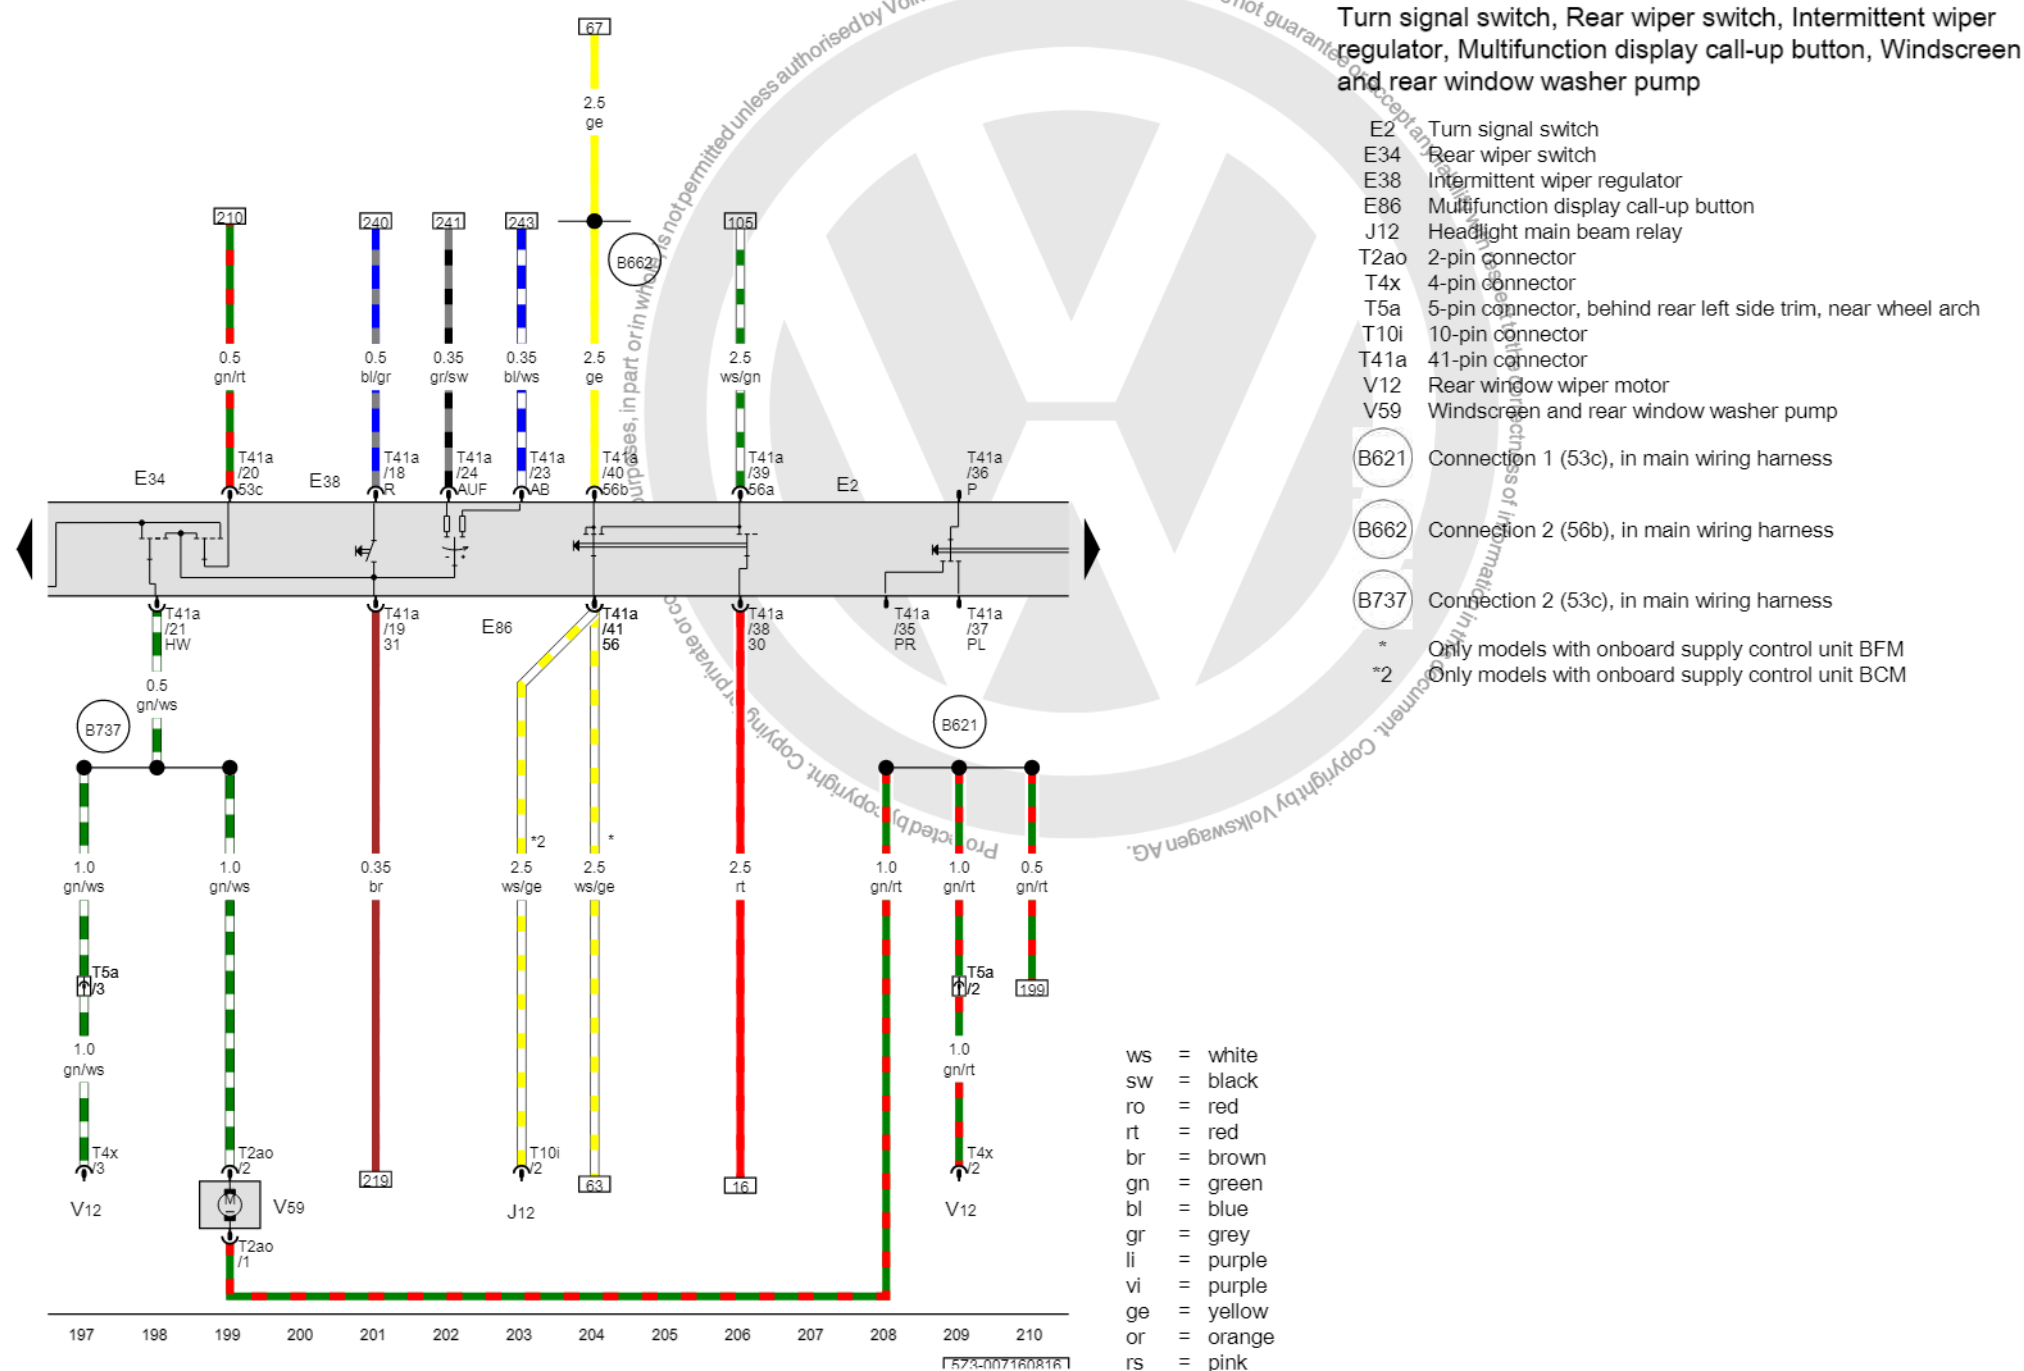 Turn signal switch, Rear wiper switch, Intermittent wiper
regulator, Multifunction display call-up button, Windscreen
and rear window washer pump
E2 Turn signal switch
E34 Rear wiper switch
E38 Intermittent wiper regulator
E86 Multifunction display call-up button
J12 Headlight main beam relay
T2ao 2-pin connector
T4x 4-pin connector
T5a 5-pin connector, behind rear left side trim, near wheel arch
T10i 10-pin connector
T41a 41-pin connector
V12 Rear window wiper motor
V59 Windscreen and rear window washer pump
B621 Connection 1 (53c), in main wiring harness
B662 Connection 2 (56b), in main wiring harness
B737 Connection 2 (53c), in main wiring harness
* Only models with onboard supply control unit BFM
*2 Only models with onboard supply control unit BCM
67
2.5
ge
210 240 241 243 105
B662
0.5 0.5 0.35 0.35 2.5 2.5
gn/rt bl/gr gr/sw bl/ws ge ws/gn
E34 E38 E2
T41a T41a T41a T41a T41a T41a T41a
/20 /18 /24 /23 /40 /39 /36
53c R AUF AB 56b 56a P
T41a T41a T41a T41a T41a T41a
/21 /19 /41 /38 /35 /37
HW 31 56 30 PR PL
E86
0.5
gn/ws
B737 B621
*2 *
1.0 1.0 0.35 2.5 2.5 2.5 1.0 1.0 0.5
gn/ws gn/ws br ws/ge ws/ge rt gn/rt gn/rt gn/rt
T5a T5a
/3 /2
199
1.0 1.0
gn/ws gn/rt
T4x T2ao T10i T4x
/3 /2 /2 /2
219 63 16
M
V12 V59 J12 V12
T2ao
/1
197 198 199 200 201 202 203 204 205 206 207 208 209 210
5Z3-007160816
ws = white
sw = black
ro = red
rt = red
br = brown
gn = green
bl = blue
gr = grey
li = purple
vi = purple
ge = yellow
or = orange
rs = pink